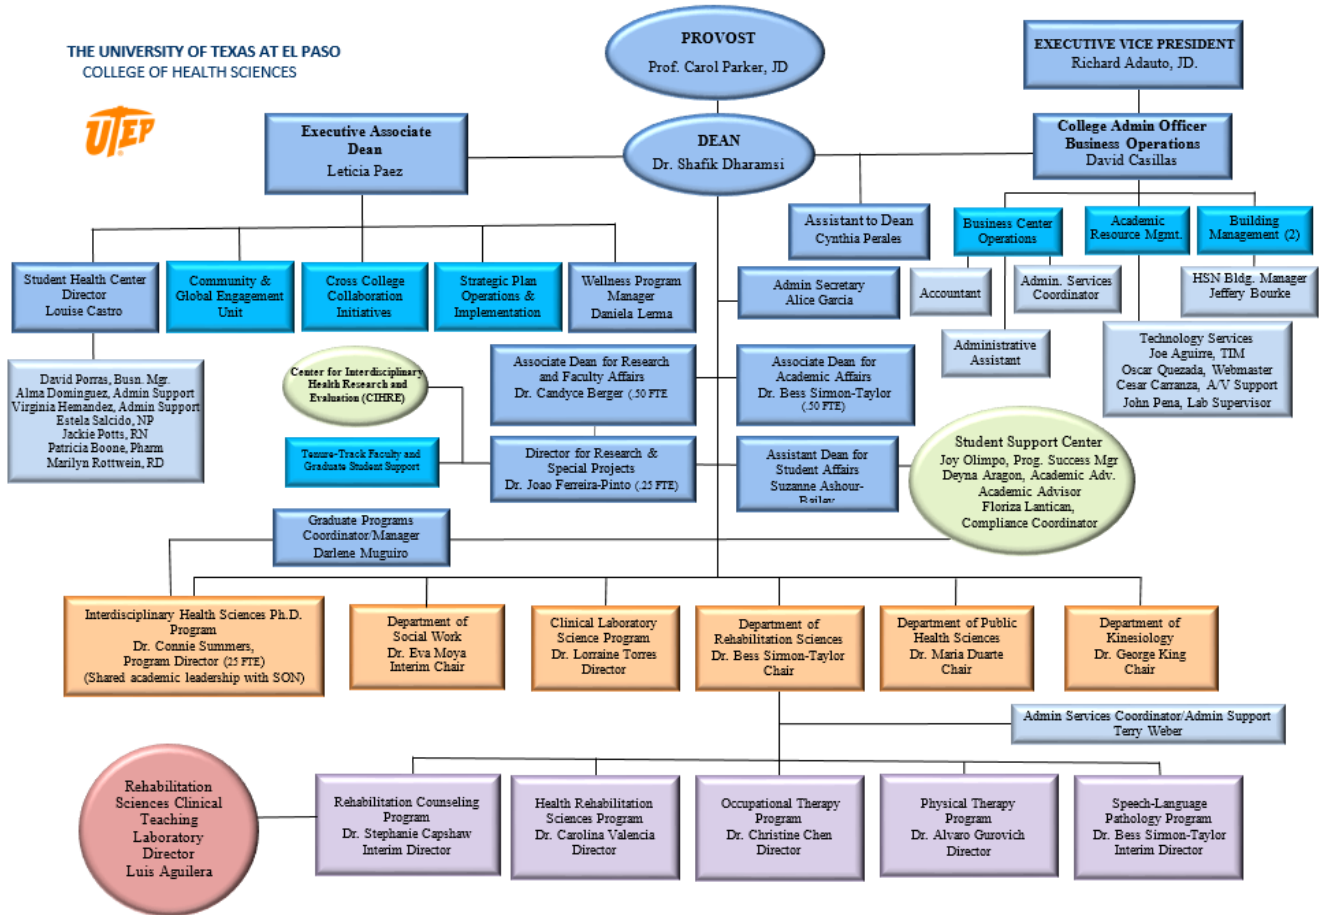 THE UNIVERSITY OF TEXAS AT EL PASO
COLLEGE OF HEALTH SCIENCES
UTEP
PROVOST
Prof. Carol Parker, JD
EXECUTIVE VICE PRESIDENT
Richard Adauto, JD.
Executive Associate
Dean
Leticia Paez
DEAN
Dr. Shafik Dharamsi
College Admin Officer
Business Operations
David Casillas
Assistant to Dean
Cynthia Perales
Business Center
Operations
Academic
Resource Mgmt.
Building
Management (2)
Student Health Center
Director
Louise Castro
Community &
Global Engagement
Unit
Cross College
Collaboration
Initiatives
Strategic Plan
Operations &
Implementation
Wellness Program
Manager
Daniela Lerma
Admin Secretary
Alice Garcia
Accountant
Admin. Services
Coordinator
HSN Bldg. Manager
Jeffery Bourke
Administrative
Assistant
Technology Services
Joe Aguirre, TIM
Oscar Quezada, Webmaster
Cesar Carranza, A/V Support
John Pena, Lab Supervisor
David Porras, Busn. Mgr.
Alma Dominguez, Admin Support
Virginia Hernandez, Admin Support
Estela Salcido, NP
Jackie Potts, RN
Patricia Boone, Pharm
Marilyn Rottwein, RD
Center for Interdisciplinary
Health Research and
Evaluation (CIHRE)
Associate Dean for Research
and Faculty Affairs
Dr. Candyce Berger (.50 FTE
Associate Dean for
Academic Affairs
Dr. Bess Sirmon-Taylor
(.50 FTE)
Tenure-Track Faculty and
Graduate Student Support
Director for Research &
Special Projects
Dr. Joao Ferreira-Pinto (.25 FTE)
Assistant Dean for
Student Affairs
Suzanne Ashour-
Bailey
Student Support Center
Joy Olimpo, Prog. Success Mgr
Deyna Aragon, Academic Adv.
Academic Advisor
Floriza Lantican,
Compliance Coordinator
Graduate Programs
Coordinator/Manager
Darlene Muguiro
Interdisciplinary Health Sciences Ph.D.
Program
Dr. Connie Summers,
Program Director (25 FTE)
(Shared academic leadership with SON)
Department of
Social Work
Dr. Eva Moya
Interim Chair
Clinical Laboratory
Science Program
Dr. Lorraine Torres
Director
Department of
Rehabilitation Sciences
Dr. Bess Sirmon-Taylor
Chair
Department of Public
Health Sciences
Dr. Maria Duarte
Chair
Department of
Kinesiology
Dr. George King
Chair
Admin Services Coordinator/Admin Support
Terry Weber
Rehabilitation
Sciences Clinical
Teaching
Laboratory
Director
Luis Aguilera
Rehabilitation Counseling
Program
Dr. Stephanie Capshaw
Interim Director
Health Rehabilitation
Sciences Program
Dr. Carolina Valencia
Director
Occupational Therapy
Program
Dr. Christine Chen
Director
Physical Therapy
Program
Dr. Alvaro Gurovich
Director
Speech-Language
Pathology Program
Dr. Bess Sirmon-Taylor
Interim Director